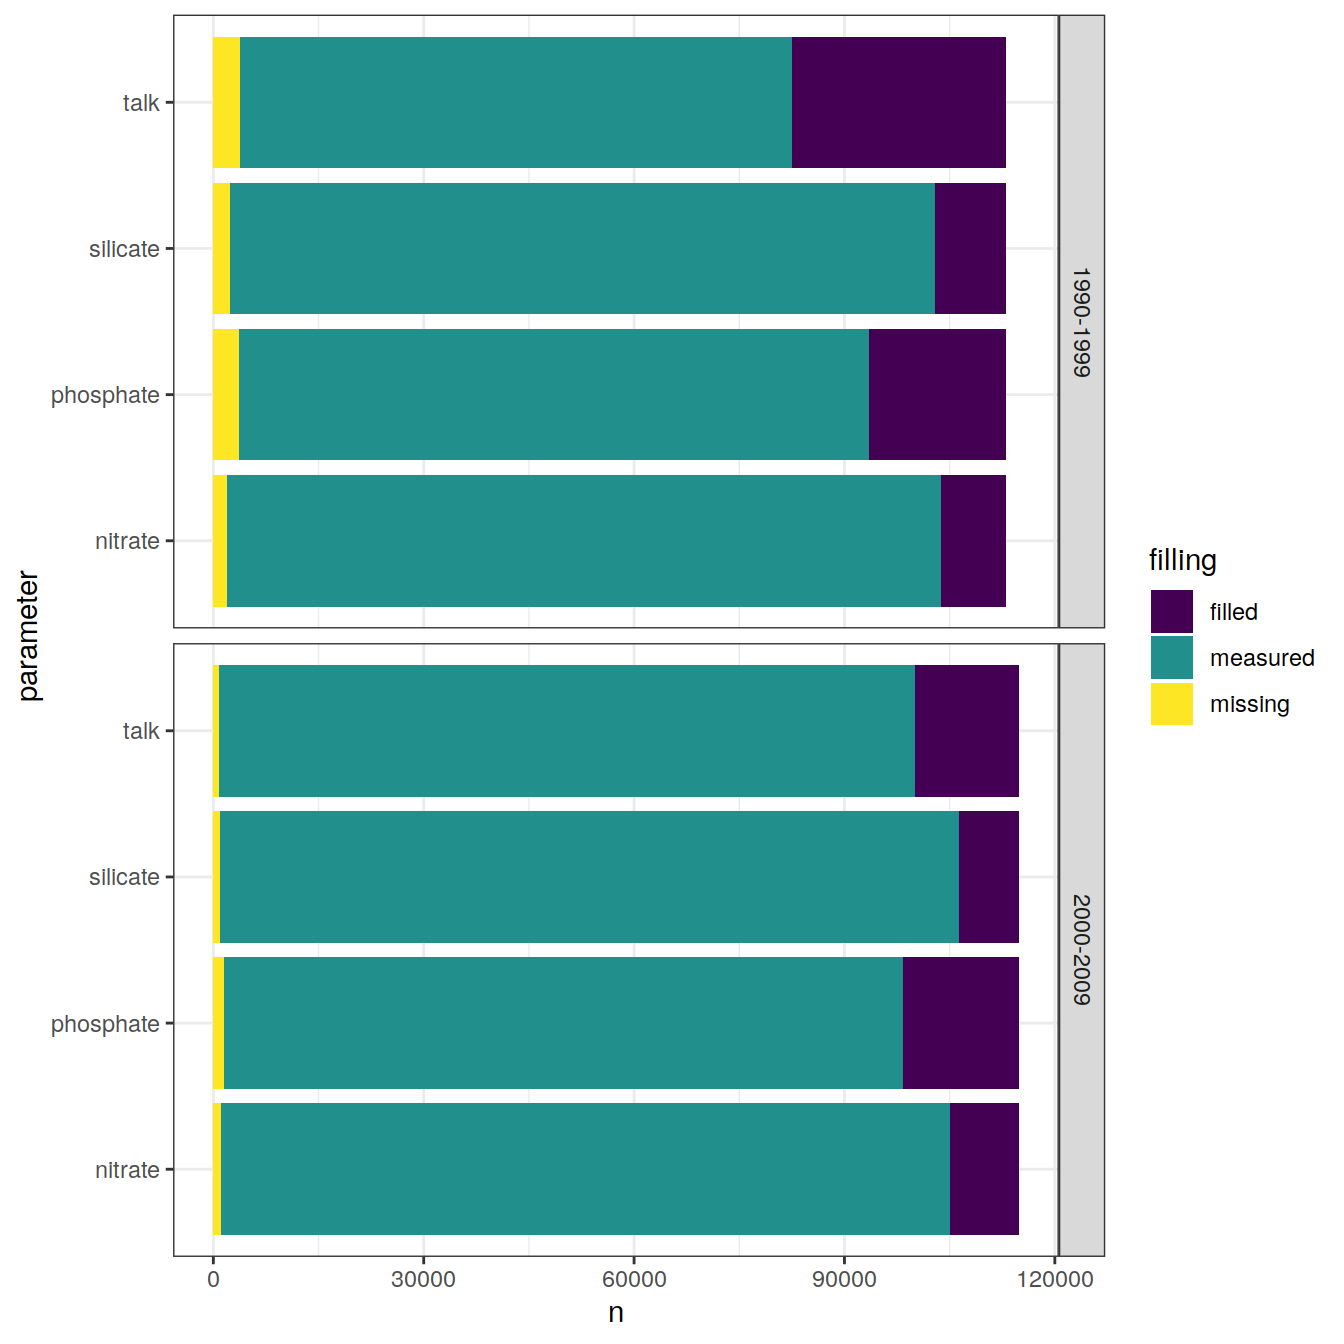 talk
silicate
phosphate
nitrate
1990-1999
talk
silicate
phosphate
nitrate
2000-2009
0 30000 60000 90000 120000
n
parameter
filling
filled
measured
missing